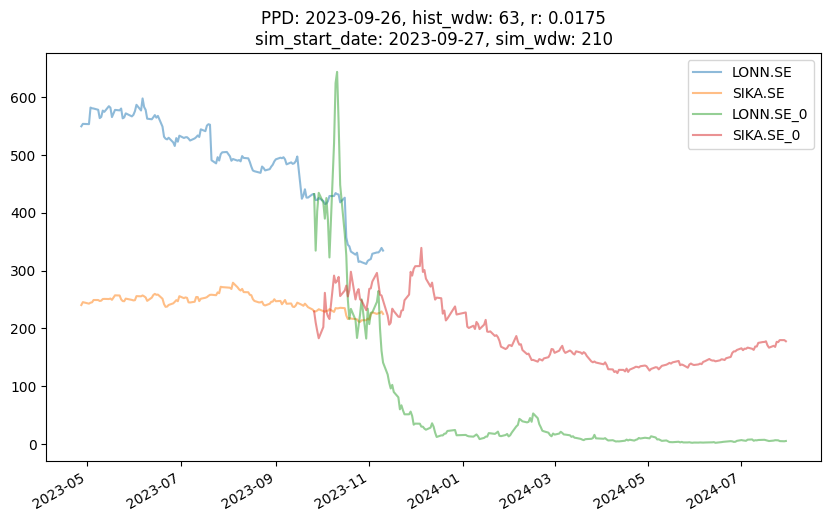 PPD: 2023-09-26, hist_wdw: 63, r: 0.0175
sim_start_date: 2023-09-27, sim_wdw: 210
LONN.SE
SIKA.SE
LONN.SE_0
SIKA.SE_0
600
500
400
300
200
100
0
2023-05
2023-07
2023-09
2023-11
2024-01
2024-03
2024-05
2024-07